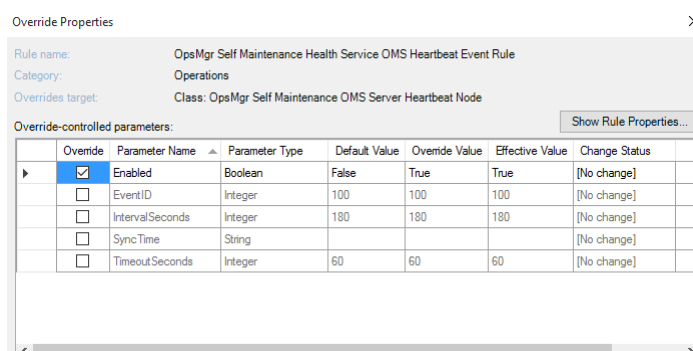 Override Properties
Rule name: OpsMgr Self Maintenance Health Service OMS Heartbeat Event Rule
Category: Operations
Overrides target: Class: OpsMgr Self Maintenance OMS Server Heartbeat Node
Show Rule Properties...
Override-controlled parameters:
Override Parameter Name Parameter Type Default Value Override Value Effective Value Change Status
Enabled Boolean False True True [No change]
EventID Integer 100 100 100 [No change]
IntervalSeconds Integer 180 180 180 [No change]
SyncTime String [No change]
TimeoutSeconds Integer 60 60 60 [No change]